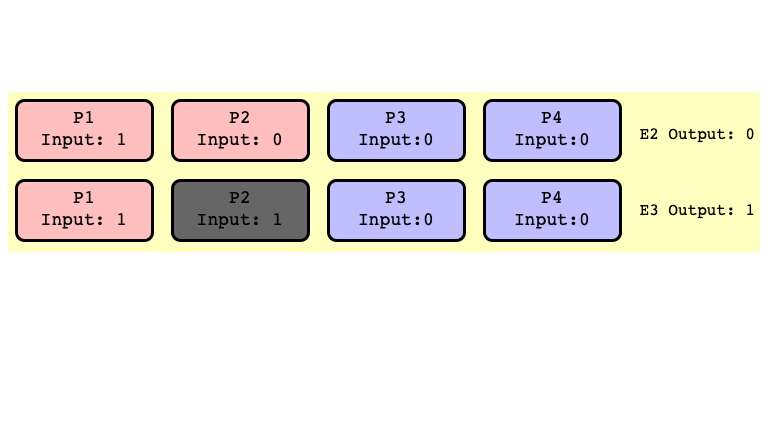 P1
Input: 1
P2
Input: 0
P3
Input:0
P4
Input:0
E2 Output: 0
P1
Input: 1
P2
Input: 1
P3
Input:0
P4
Input:0
E3 Output: 1